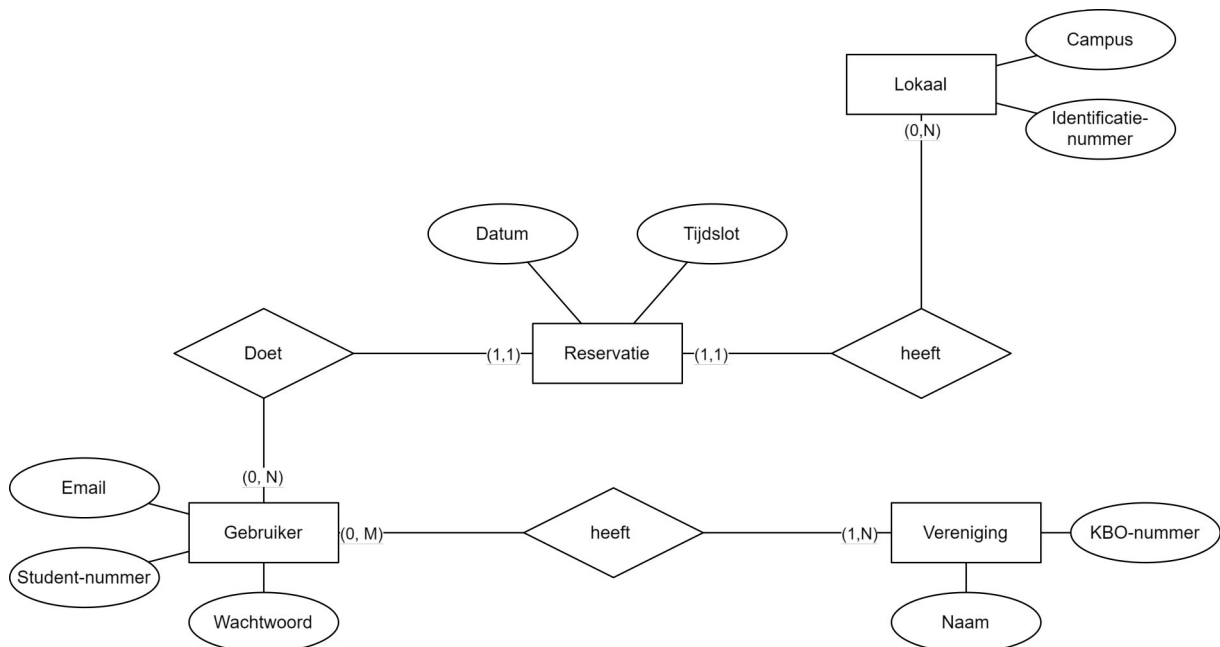 Campus
Lokaal
Identificatie-
nummer
(0,N)
Datum
Tijdslot
Doet
(1,1)
Reservatie
(1,1)
heeft
(0, N)
Email
Gebruiker
(0, M)
heeft
(1,N)
Vereniging
KBO-nummer
Student-nummer
Wachtwoord
Naam